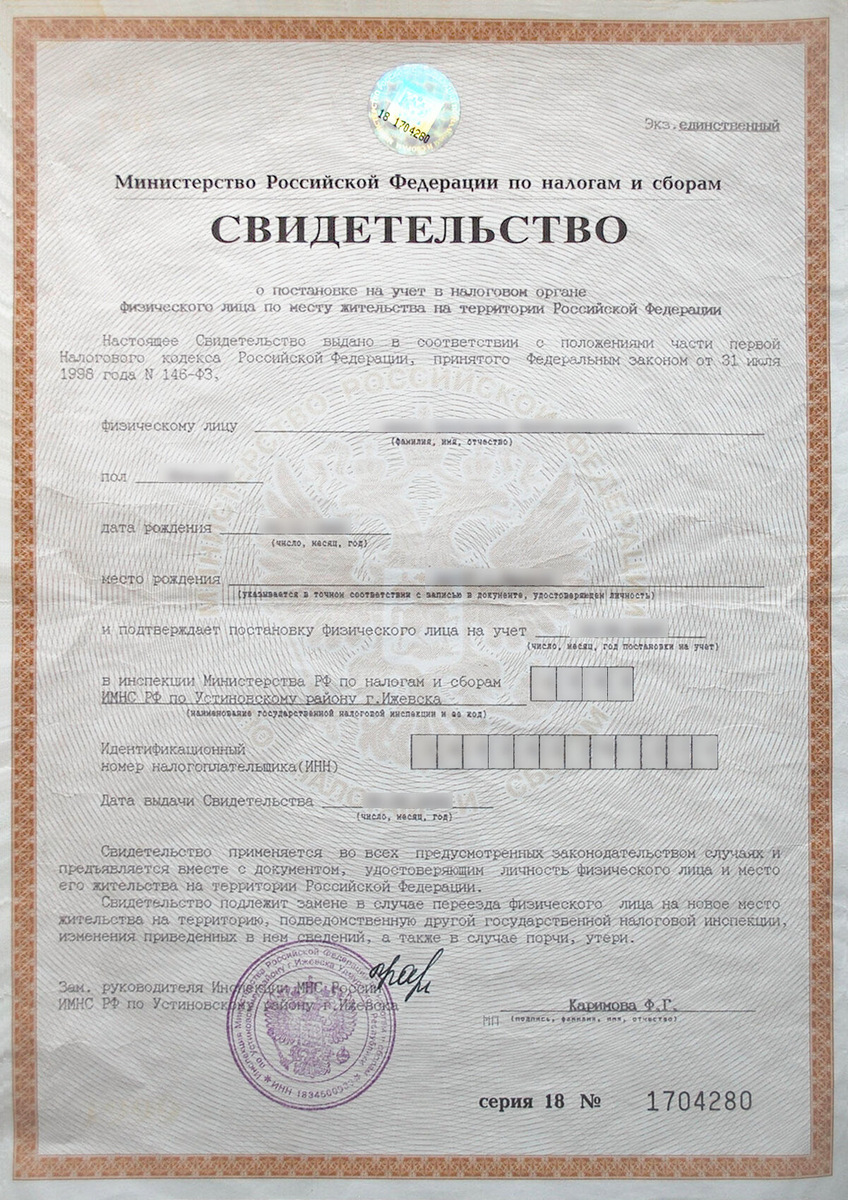 18 1704280
Экз.единственный
Министерство Российской Федерации по налогам и сборам
СВИДЕТЕЛЬСТВО
о постановке на учет в налоговом органе
физического лица по месту жительства на территории Российской Федерации
Настоящее Свидетельство выдано в соответствии с положениями части первой
Налогового кодекса Российской Федерации, принятого Федеральным законом от 31 июля
1998 года N 146-ФЗ,
физическому лицу
(фамилия, имя, отчество)
пол
дата рождения
(число, месяц, год)
место рождения
(указывается в точном соответствии с записью в документе, удостоверяющем личность)
и подтверждает постановку физического лица на учет
(число, месяц, год постановки на учет)
в инспекции Министерства РФ по налогам и сборам
ИМНС РФ по Устиновскому району г.Ижевска
(наименование государственной налоговой инспекции и ее код)
Идентификационный
номер налогоплательщика(ИНН)
Дата выдачи Свидетельства
(число, месяц, год)
Свидетельство применяется во всех предусмотренных законодательством случаях и
предъявляется вместе с документом, удостоверяющим личность физического лица и место
его жительства на территории Российской Федерации.
Свидетельство подлежит замене в случае переезда физического лица на новое место
жительства на территорию, подведомственную другой государственной налоговой инспекции,
изменения приведенных в нем сведений, а также в случае порчи, утери.
Зам. руководителя Инспекции МНС России
ИМНС РФ по Устиновскому району г.Ижевска
Каримова Ф.Г.
МП (подпись, фамилия, имя, отчество)
серия 18 № 1704280